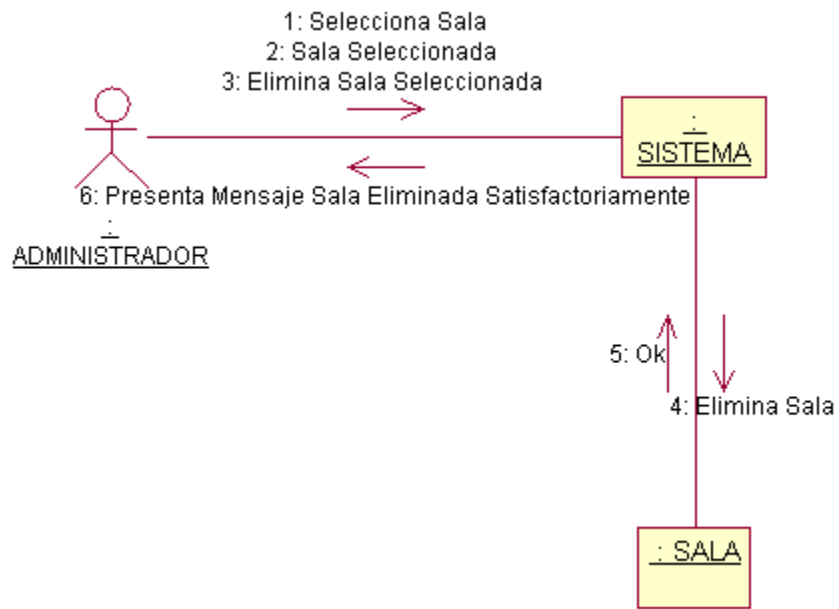 1: Selecciona Sala
2: Sala Seleccionada
3: Elimina Sala Seleccionada
:
SISTEMA
6: Presenta Mensaje Sala Eliminada Satisfactoriamente
:
ADMINISTRADOR
5: Ok
4: Elimina Sala
: SALA